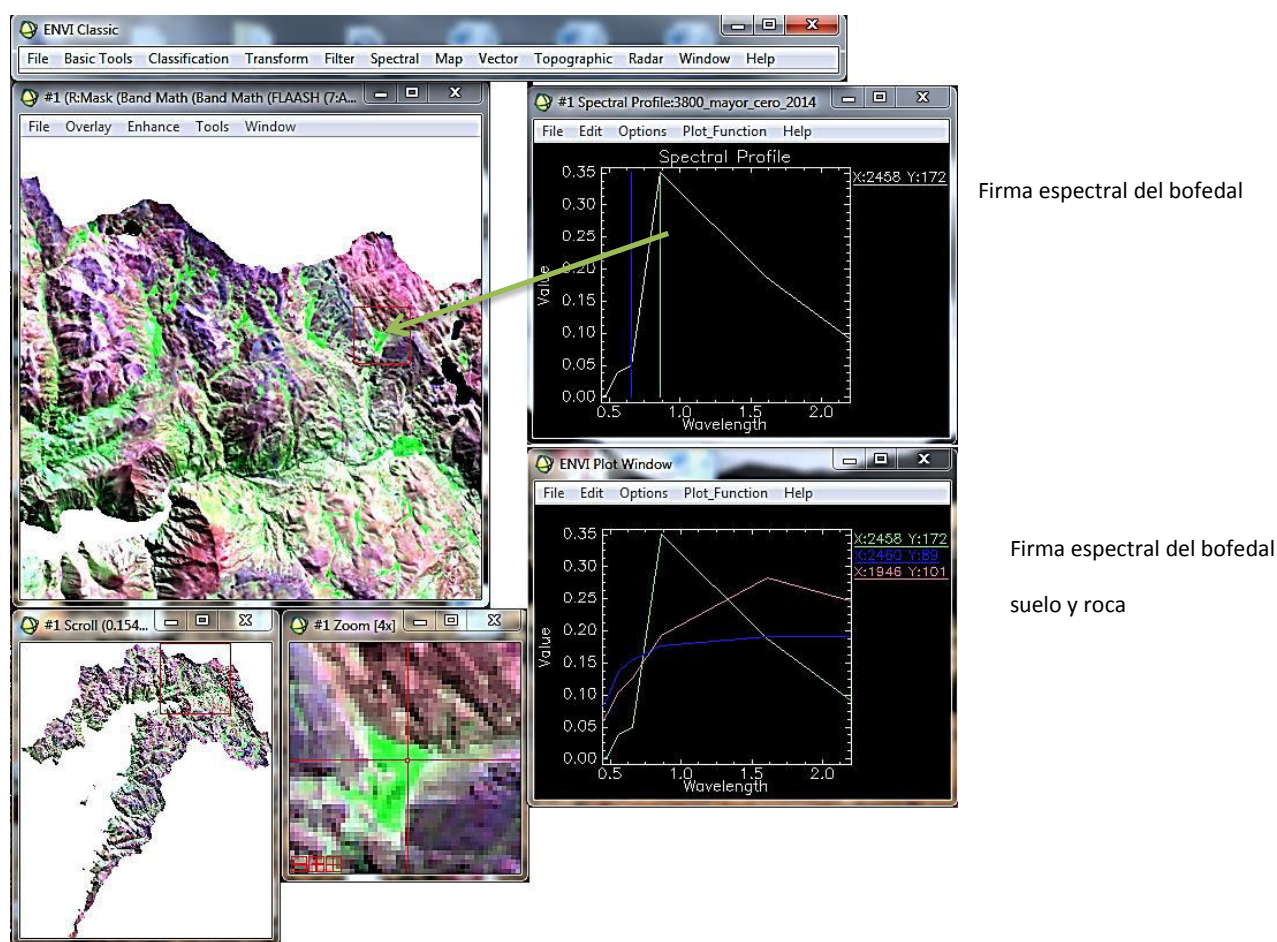 ENVI Classic
File Basic Tools Classification Transform Filter Spectral Map Vector Topographic Radar Window Help
#1 (R:Mask (Band Math (Band Math (FLAASH (7:A...
File Overlay Enhance Tools Window
#1 Spectral Profile:3800_mayor_cero_2014
File Edit Options Plot_Function Help
Spectral Profile
X:2458 Y:172
0.35
0.30
0.25
0.20
0.15
0.10
0.05
0.00
Value
0.5 1.0 1.5 2.0
Wavelength
Firma espectral del bofedal
ENVI Plot Window
File Edit Options Plot_Function Help
X:2458 Y:172
X:2460 Y:89
X:1946 Y:101
0.35
0.30
0.25
0.20
0.15
0.10
0.05
0.00
Value
0.5 1.0 1.5 2.0
Wavelength
Firma espectral del bofedal
suelo y roca
#1 Scroll (0.154...
#1 Zoom [4x]